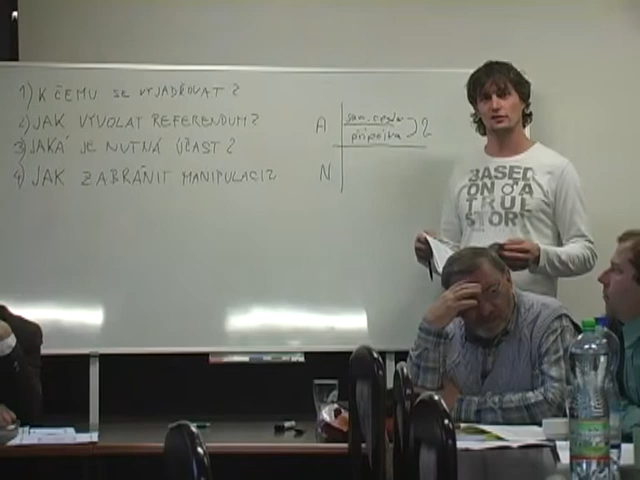 1) K ČEMU SE VYJADŘOVAT?
2) JAK VYVOLAT REFERENDUM?
3) JAKÁ JE NUTNÁ ÚČAST?
4) JAK ZABRÁNIT MANIPULACI?
A
N
BASED
ON A
TRUE
STORY